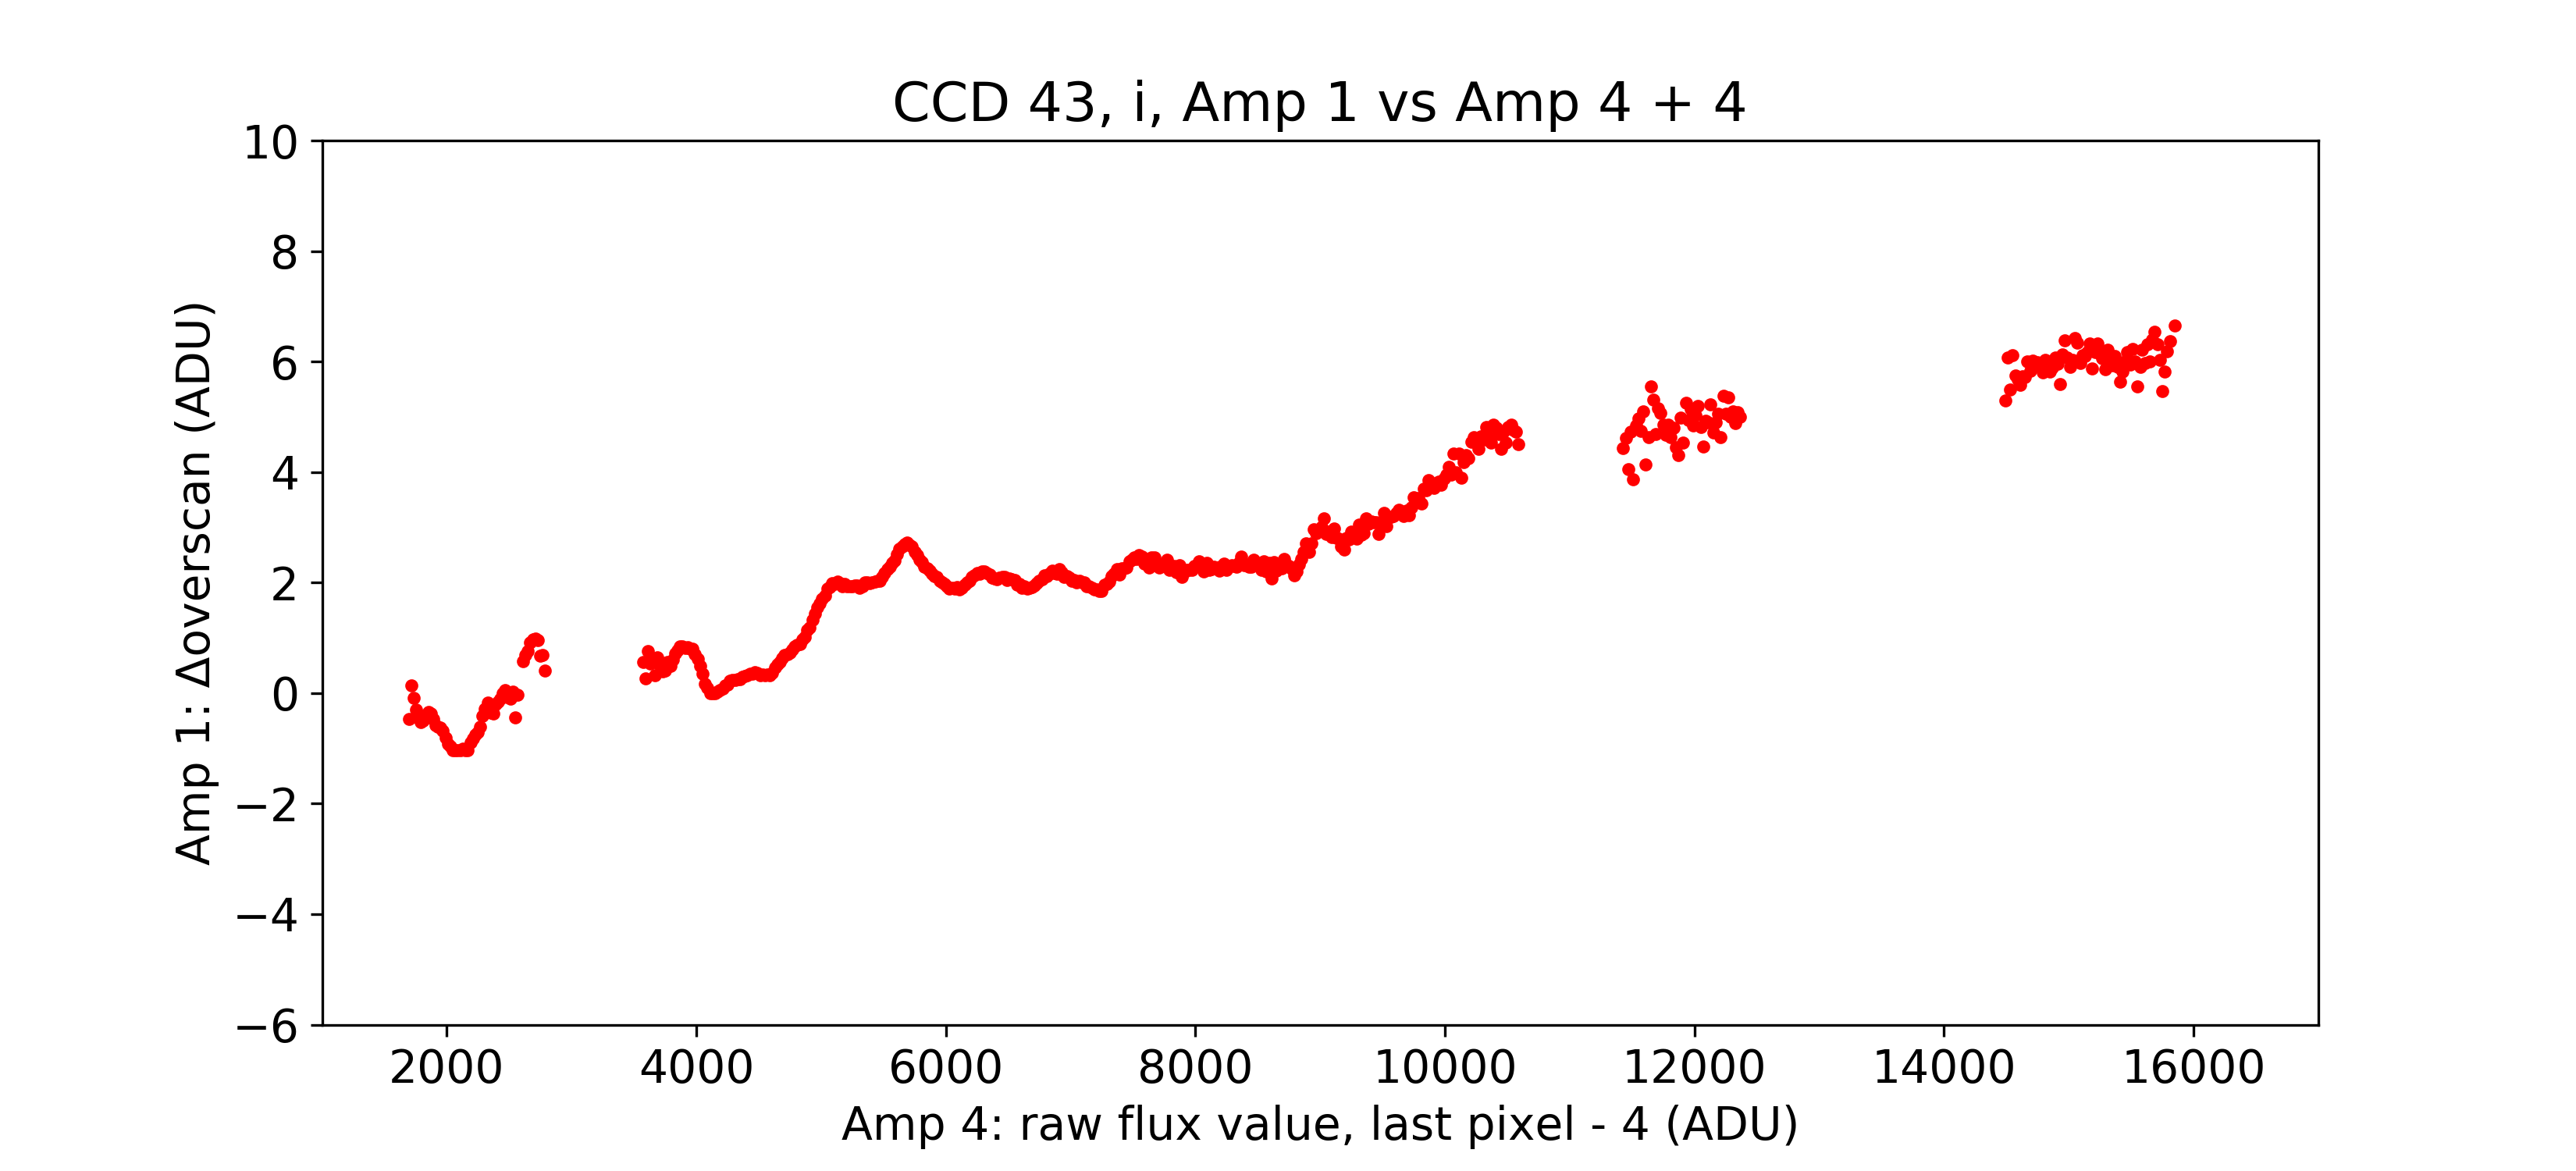 CCD 43, i, Amp 1 vs Amp 4 + 4
10
8
6
4
2
0
−2
−4
−6
Amp 1: Δoverscan (ADU)
2000 4000 6000 8000 10000 12000 14000 16000
Amp 4: raw flux value, last pixel - 4 (ADU)